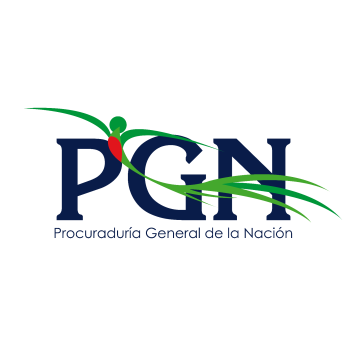 PGN
Procuraduría General de la Nación